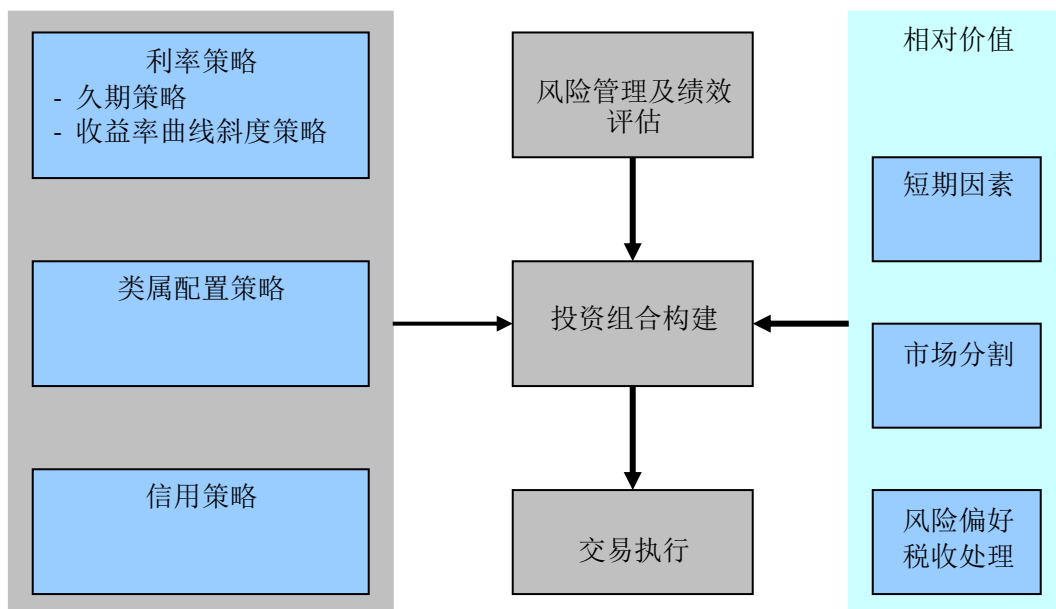 利率策略
- 久期策略
- 收益率曲线斜度策略
类属配置策略
信用策略
风险管理及绩效
评估
投资组合构建
交易执行
相对价值
短期因素
市场分割
风险偏好
税收处理